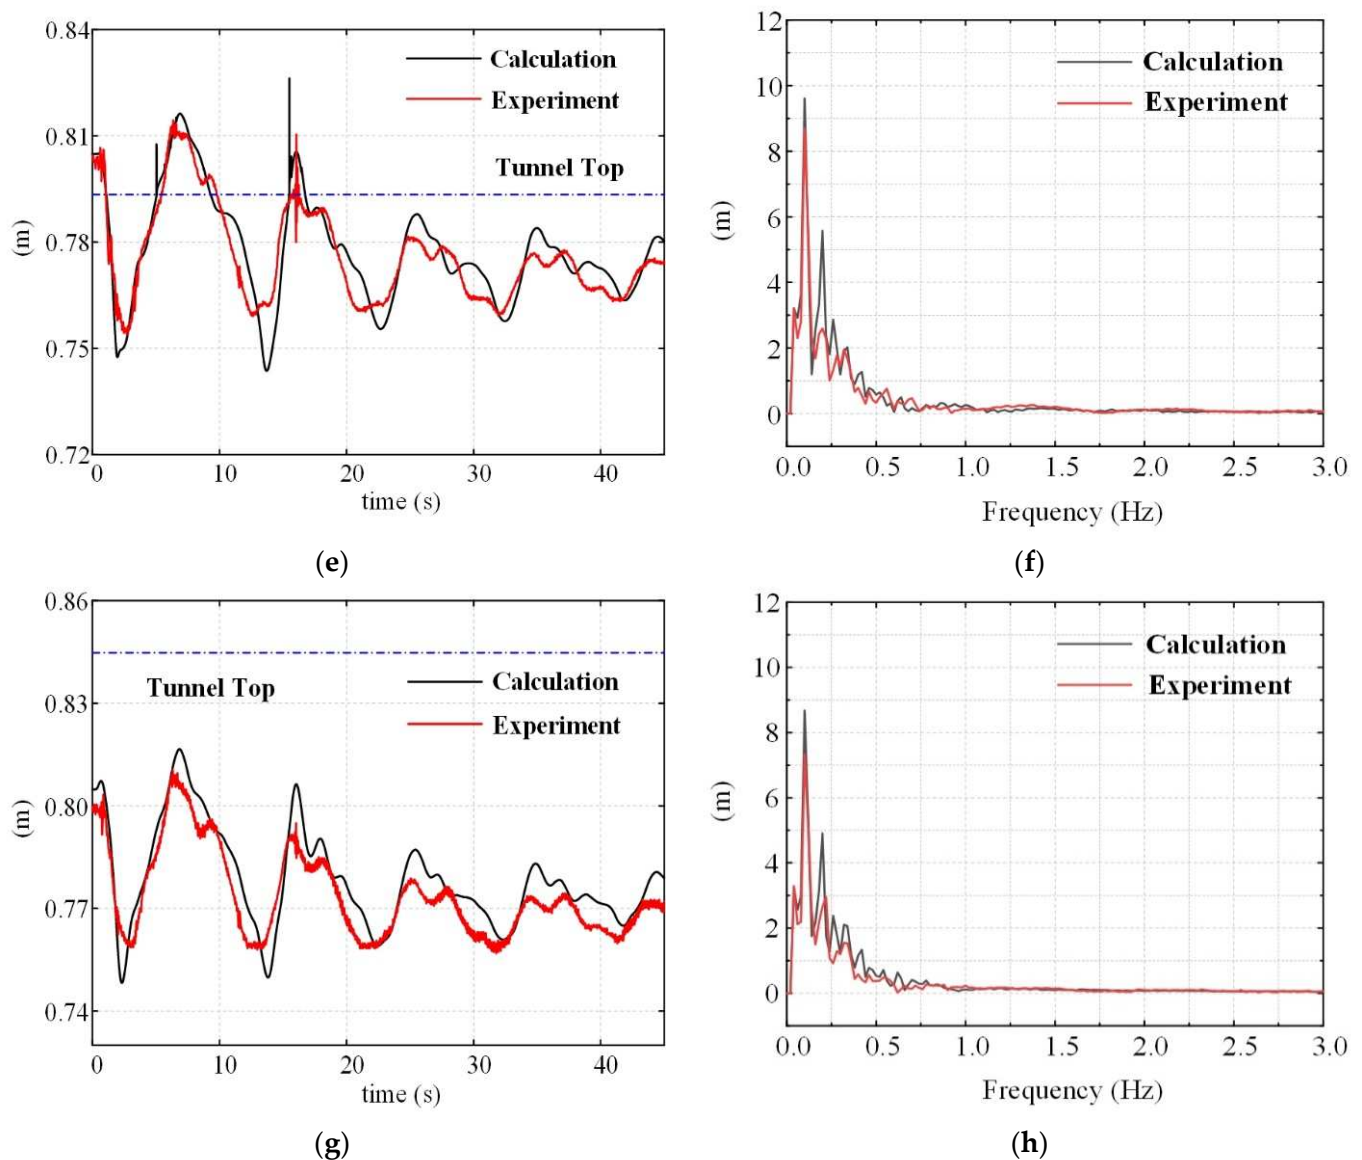 0.84
0.81
0.78
0.75
0.72
(m)
Calculation
Experiment
Tunnel Top
0 10 20 30 40
time (s)
(e)
12
10
8
6
4
2
0
(m)
Calculation
Experiment
0.0 0.5 1.0 1.5 2.0 2.5 3.0
Frequency (Hz)
(f)
0.86
0.83
0.80
0.77
0.74
(m)
Tunnel Top
Calculation
Experiment
0 10 20 30 40
time (s)
(g)
12
10
8
6
4
2
0
(m)
Calculation
Experiment
0.0 0.5 1.0 1.5 2.0 2.5 3.0
Frequency (Hz)
(h)